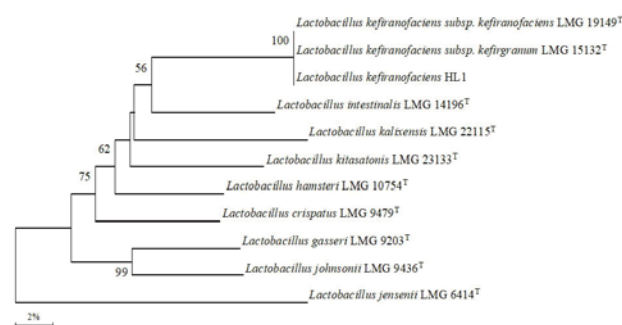 Lactobacillus kefiranofaciens subsp. kefiranofaciens LMG 19149T
100
Lactobacillus kefiranofaciens subsp. kefirgranum LMG 15132T
56
Lactobacillus kefiranofaciens HL1
Lactobacillus intestinalis LMG 14196T
Lactobacillus kalixensis LMG 22115T
62
Lactobacillus kitasatonis LMG 23133T
75
Lactobacillus hamsteri LMG 10754T
Lactobacillus crispatus LMG 9479T
Lactobacillus gasseri LMG 9203T
99
Lactobacillus johnsonii LMG 9436T
Lactobacillus jensenii LMG 6414T
2%